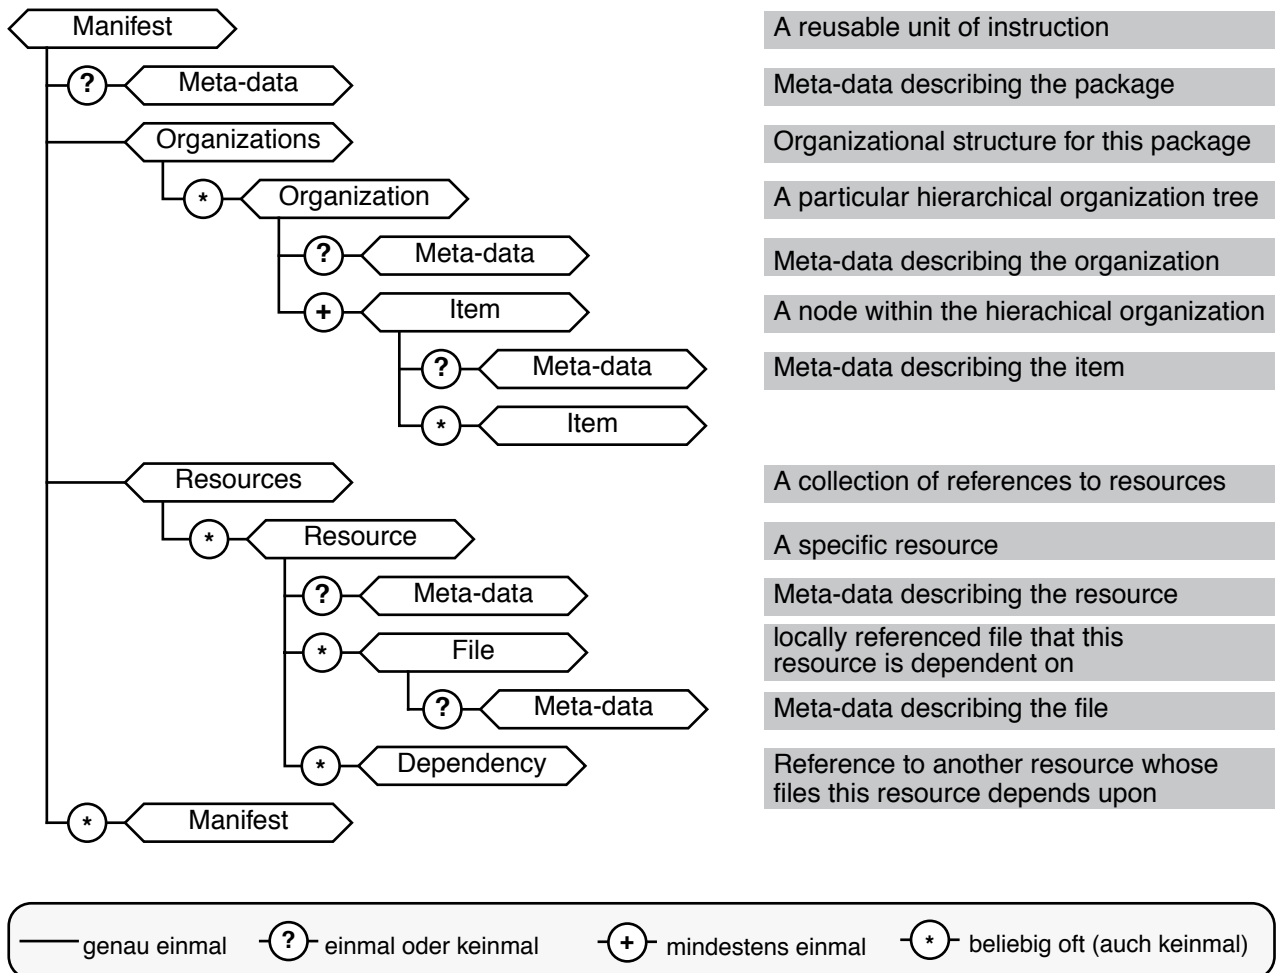 Manifest
A reusable unit of instruction
?
Meta-data
Meta-data describing the package
Organizations
Organizational structure for this package
*
Organization
A particular hierarchical organization tree
?
Meta-data
Meta-data describing the organization
+
Item
A node within the hierachical organization
?
Meta-data
Meta-data describing the item
*
Item
Resources
A collection of references to resources
*
Resource
A specific resource
?
Meta-data
Meta-data describing the resource
*
File
locally referenced file that this
resource is dependent on
?
Meta-data
Meta-data describing the file
*
Dependency
Reference to another resource whose
files this resource depends upon
*
Manifest
genau einmal
? einmal oder keinmal
+ mindestens einmal
* beliebig oft (auch keinmal)